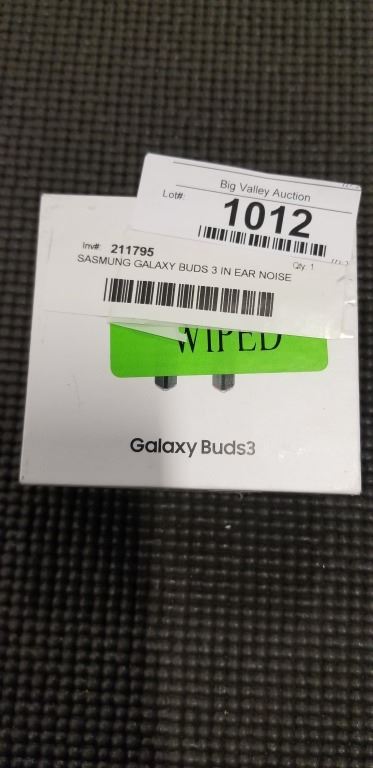 Big Valley Auction
Lot#: 1012
Inv#: 211795
Qty: 1
SASMUNG GALAXY BUDS 3 IN EAR NOISE
WIPED
Galaxy Buds3